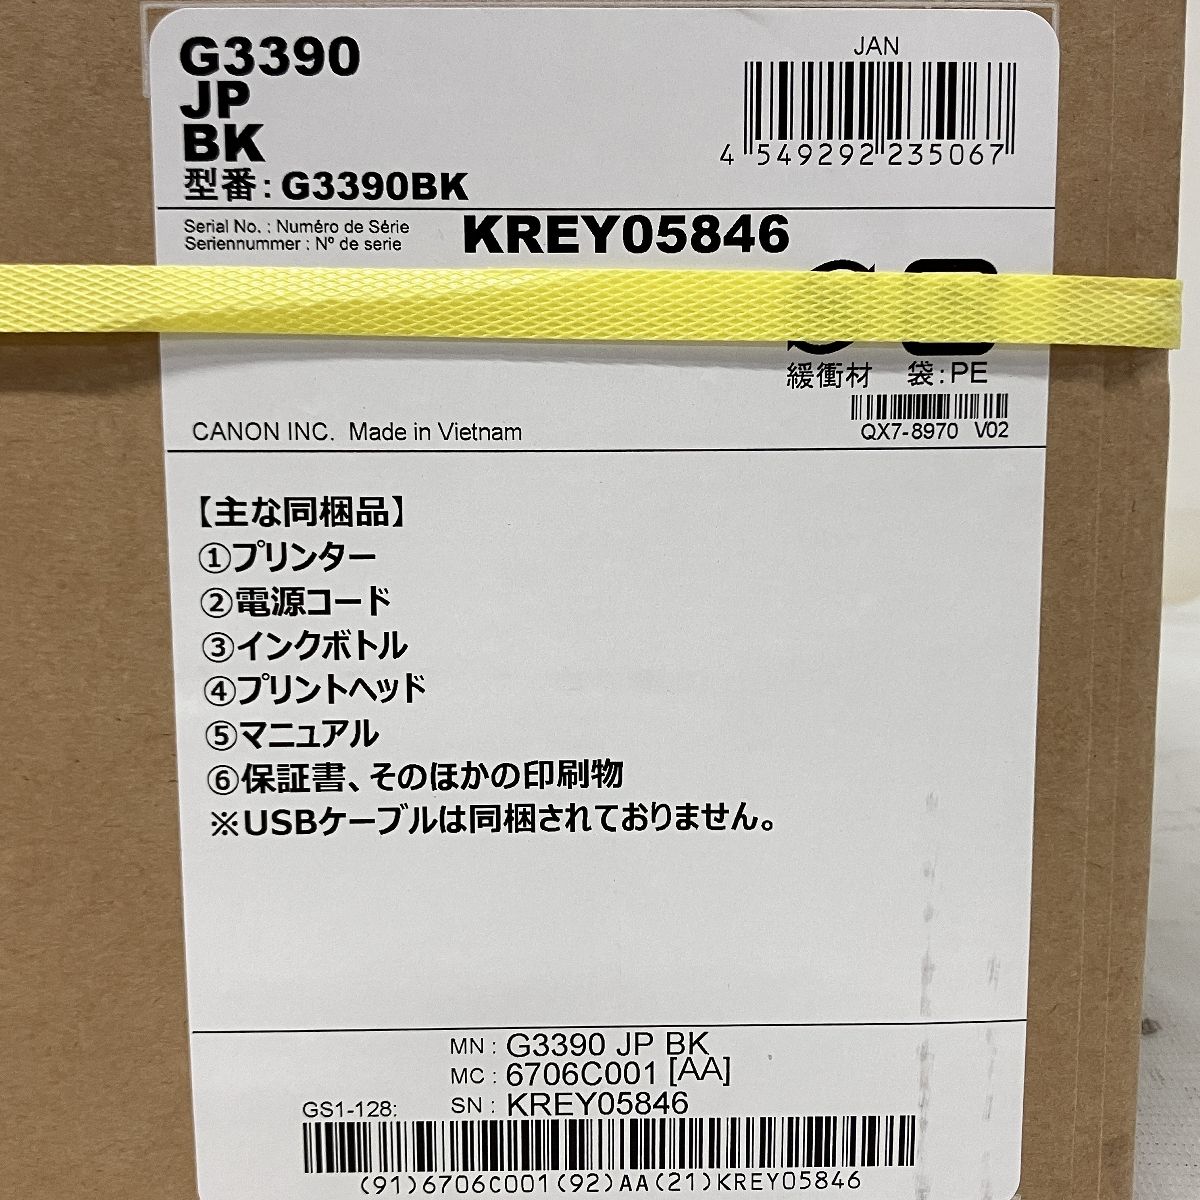 G3390
JP
BK
型番: G3390BK
JAN
4 549292 235067
Serial No. : Numéro de Série
Seriennummer : Nº de serie
KREY05846
緩衝材 袋:PE
QX7-8970 V02
CANON INC. Made in Vietnam
【主な同梱品】
①プリンター
②電源コード
③インクボトル
④プリントヘッド
⑤マニュアル
⑥保証書、そのほかの印刷物
※USBケーブルは同梱されておりません。
MN : G3390 JP BK
MC : 6706C001 [AA]
GS1-128: SN : KREY05846
(91)6706C001(92)AA(21)KREY05846